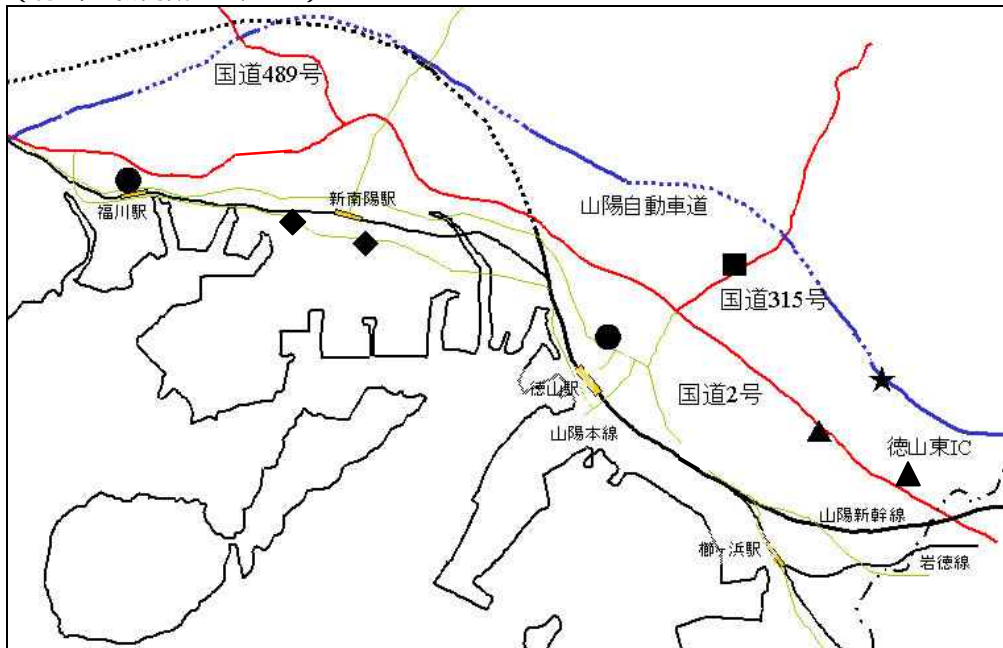 国道489号
新南陽駅
福川駅
山陽自動車道
国道315号
徳山駅
国道2号
山陽本線
徳山東IC
山陽新幹線
櫛ヶ浜駅
岩徳線